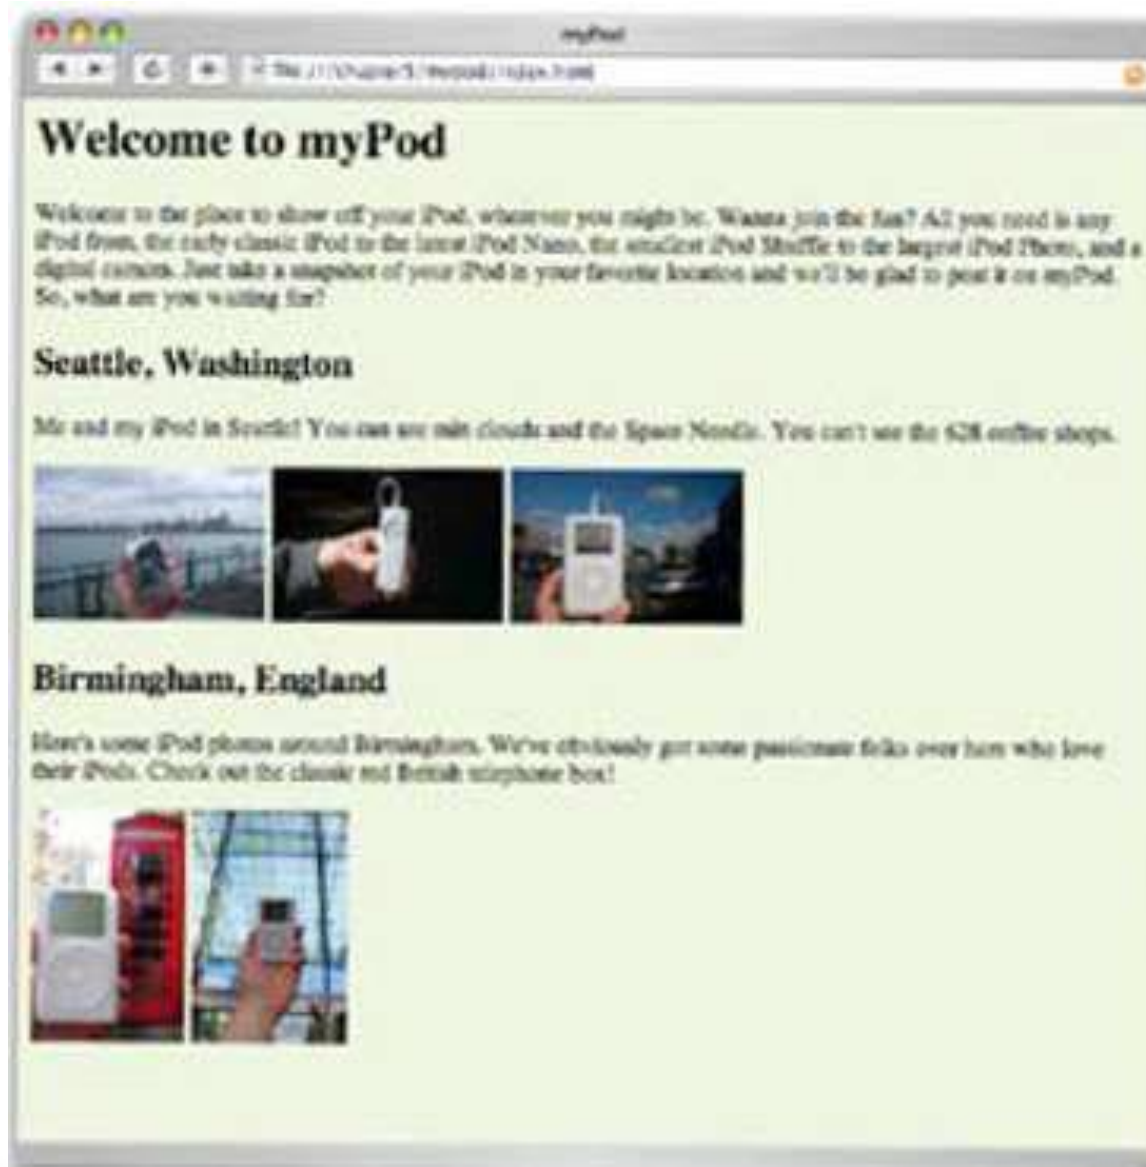 myPod
Welcome to myPod
Welcome to the place to show off your iPod, wherever you might be. Wanna join the fun? All you need is any
iPod from, the early classic iPod to the latest iPod Nano, the smallest iPod Shuffle to the largest iPod Photo, and a
digital camera. Just take a snapshot of your iPod in your favorite location and we'll be glad to post it on myPod.
So, what are you waiting for?
Seattle, Washington
Me and my iPod in Seattle! You can see rain clouds and the Space Needle. You can't see the 628 coffee shops.
Birmingham, England
Here's some iPod photos around Birmingham. We've obviously got some passionate folks over here who love
their iPods. Check out the classic red British telephone box!